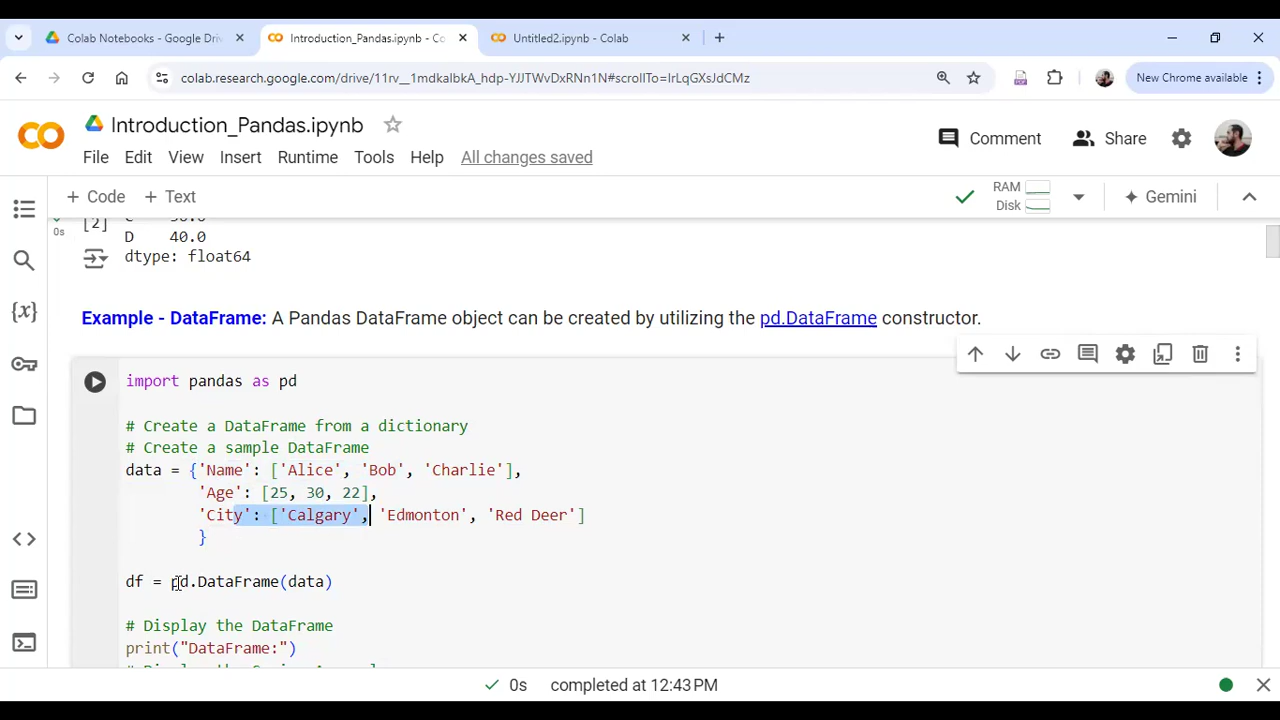 Colab Notebooks - Google Driv
Introduction_Pandas.ipynb - Co
Untitled2.ipynb - Colab
colab.research.google.com/drive/11rv__1mdkaIbkA_hdp-YJJTWvDxRNn1N#scrollTo=IrLqGXsJdCMz
New Chrome available
Introduction_Pandas.ipynb
File Edit View Insert Runtime Tools Help All changes saved
Comment Share
+ Code + Text
RAM
Disk
Gemini
[2]
0s
D 40.0
dtype: float64
Example - DataFrame: A Pandas DataFrame object can be created by utilizing the pd.DataFrame constructor.
import pandas as pd
# Create a DataFrame from a dictionary
# Create a sample DataFrame
data = {'Name': ['Alice', 'Bob', 'Charlie'],
'Age': [25, 30, 22],
'City': ['Calgary', 'Edmonton', 'Red Deer']
}
df = pd.DataFrame(data)
# Display the DataFrame
print("DataFrame:")
0s completed at 12:43 PM